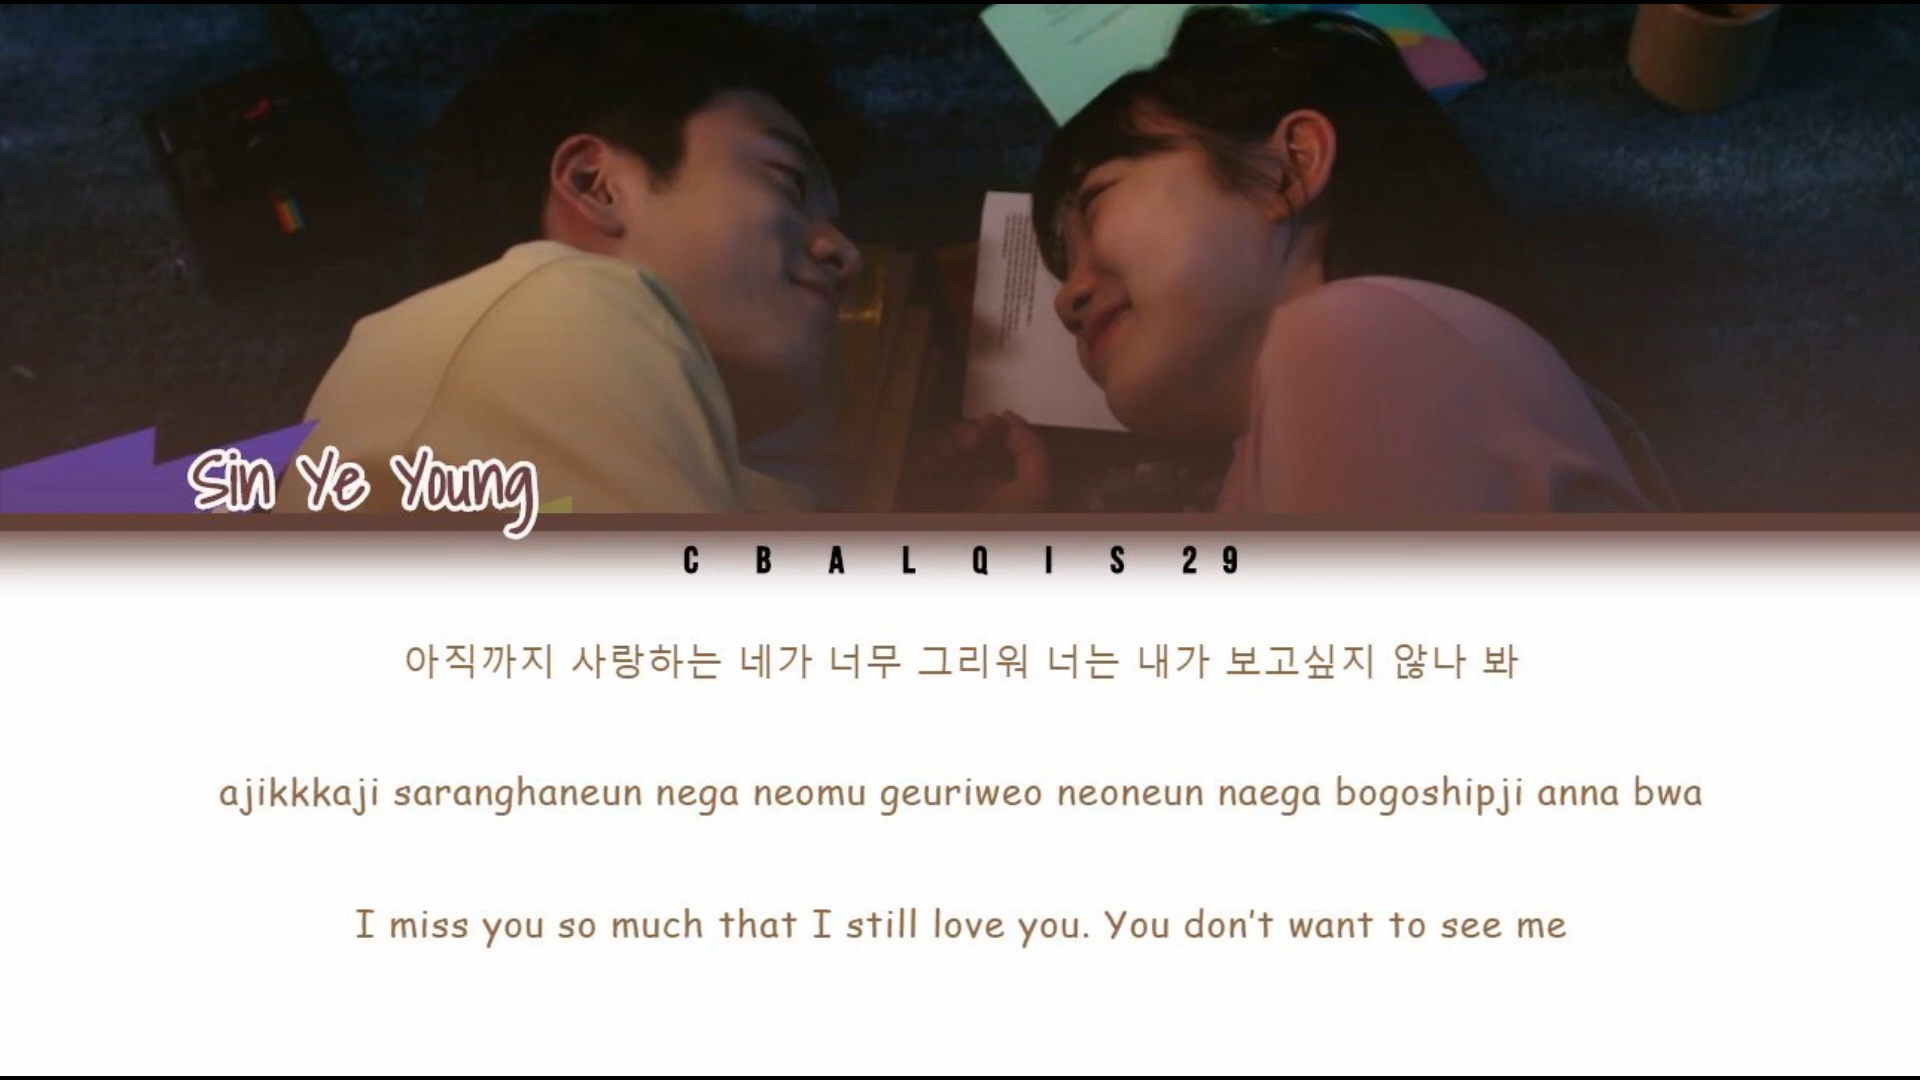 Sin Ye Young
CBALQIS29
아직까지 사랑하는 네가 너무 그리워 너는 내가 보고싶지 않나 봐
ajikkkaji saranghaneun nega neomu geuriweo neoneun naega bogoshipji anna bwa
I miss you so much that I still love you. You don't want to see me